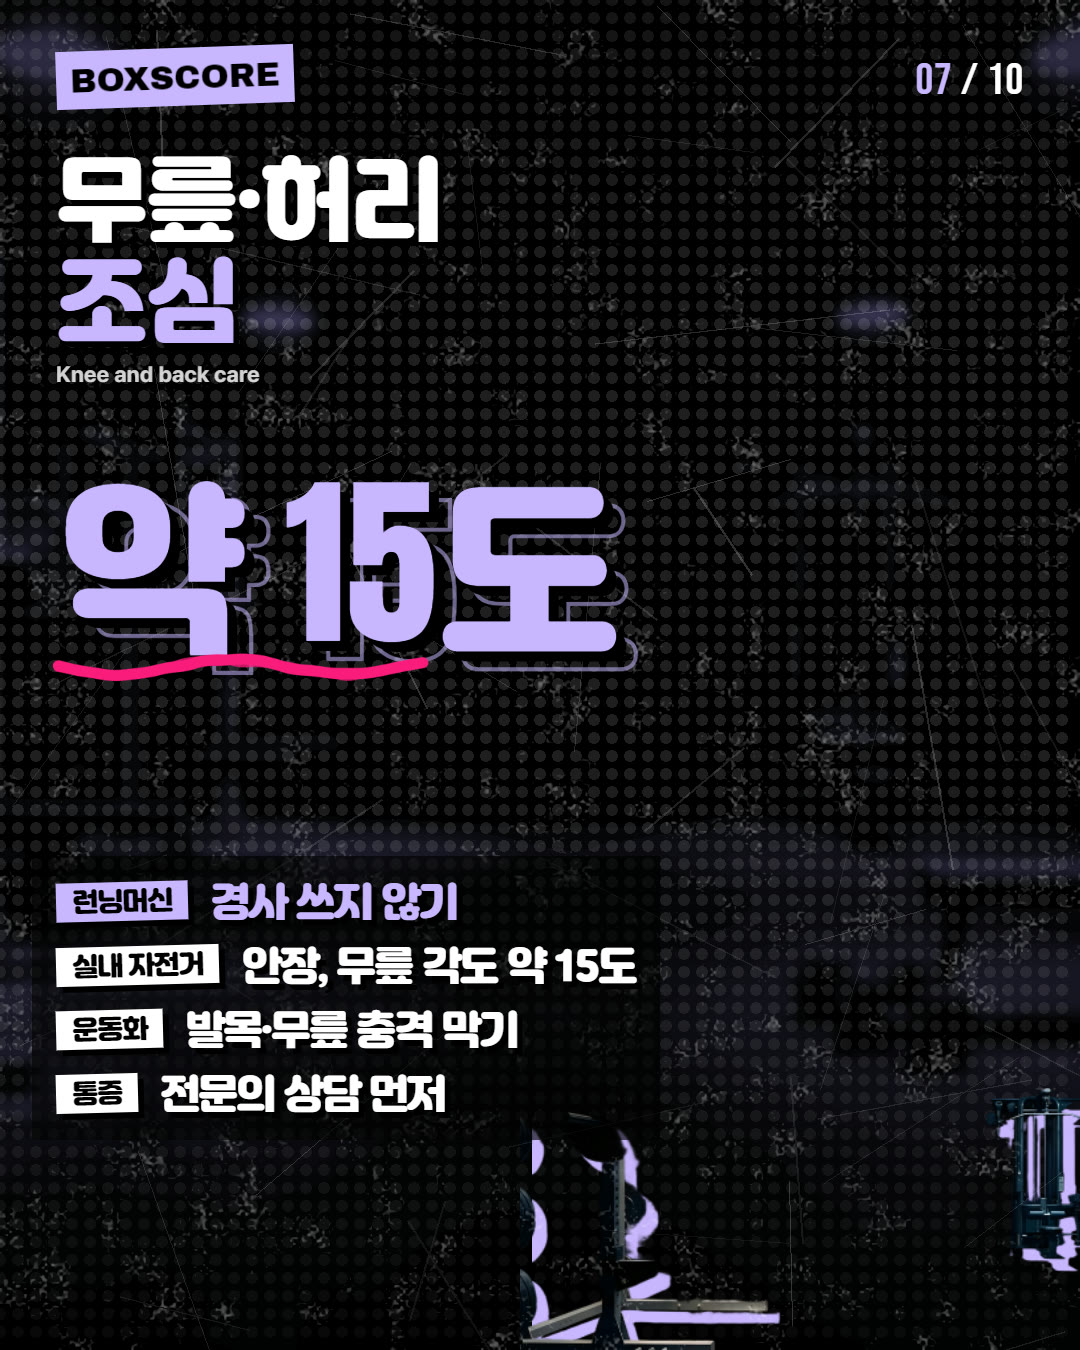 BOXSCORE
07 / 10
무릎·허리
조심
Knee and back care
약 15도
런닝머신 경사 쓰지 않기
실내 자전거 안장, 무릎 각도 약 15도
운동화 발목·무릎 충격 막기
통증 전문의 상담 먼저